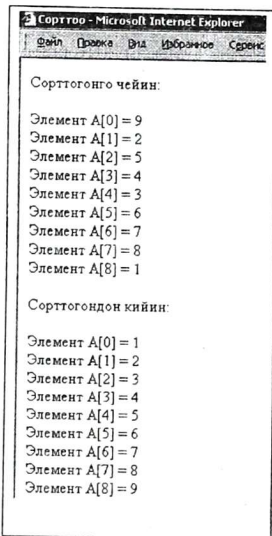 Сорттоо - Microsoft Internet Explorer
Файл Правка Вид Избранное Сервис
Сорттогонго чейин:
Элемент A[0] = 9
Элемент A[1] = 2
Элемент A[2] = 5
Элемент A[3] = 4
Элемент A[4] = 3
Элемент A[5] = 6
Элемент A[6] = 7
Элемент A[7] = 8
Элемент A[8] = 1
Сорттогондон кийин:
Элемент A[0] = 1
Элемент A[1] = 2
Элемент A[2] = 3
Элемент A[3] = 4
Элемент A[4] = 5
Элемент A[5] = 6
Элемент A[6] = 7
Элемент A[7] = 8
Элемент A[8] = 9